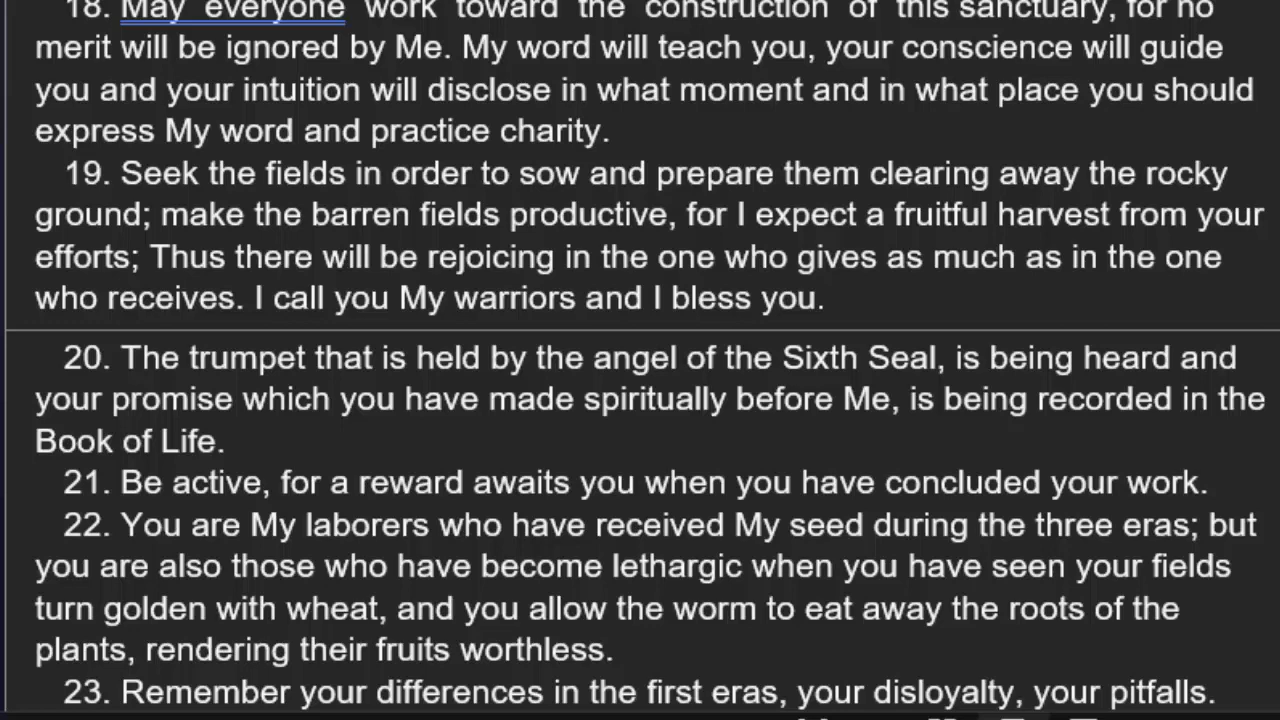 18. May everyone work toward the construction of this sanctuary, for no
merit will be ignored by Me. My word will teach you, your conscience will guide
you and your intuition will disclose in what moment and in what place you should
express My word and practice charity.
19. Seek the fields in order to sow and prepare them clearing away the rocky
ground; make the barren fields productive, for I expect a fruitful harvest from your
efforts; Thus there will be rejoicing in the one who gives as much as in the one
who receives. I call you My warriors and I bless you.
20. The trumpet that is held by the angel of the Sixth Seal, is being heard and
your promise which you have made spiritually before Me, is being recorded in the
Book of Life.
21. Be active, for a reward awaits you when you have concluded your work.
22. You are My laborers who have received My seed during the three eras; but
you are also those who have become lethargic when you have seen your fields
turn golden with wheat, and you allow the worm to eat away the roots of the
plants, rendering their fruits worthless.
23. Remember your differences in the first eras, your disloyalty, your pitfalls.